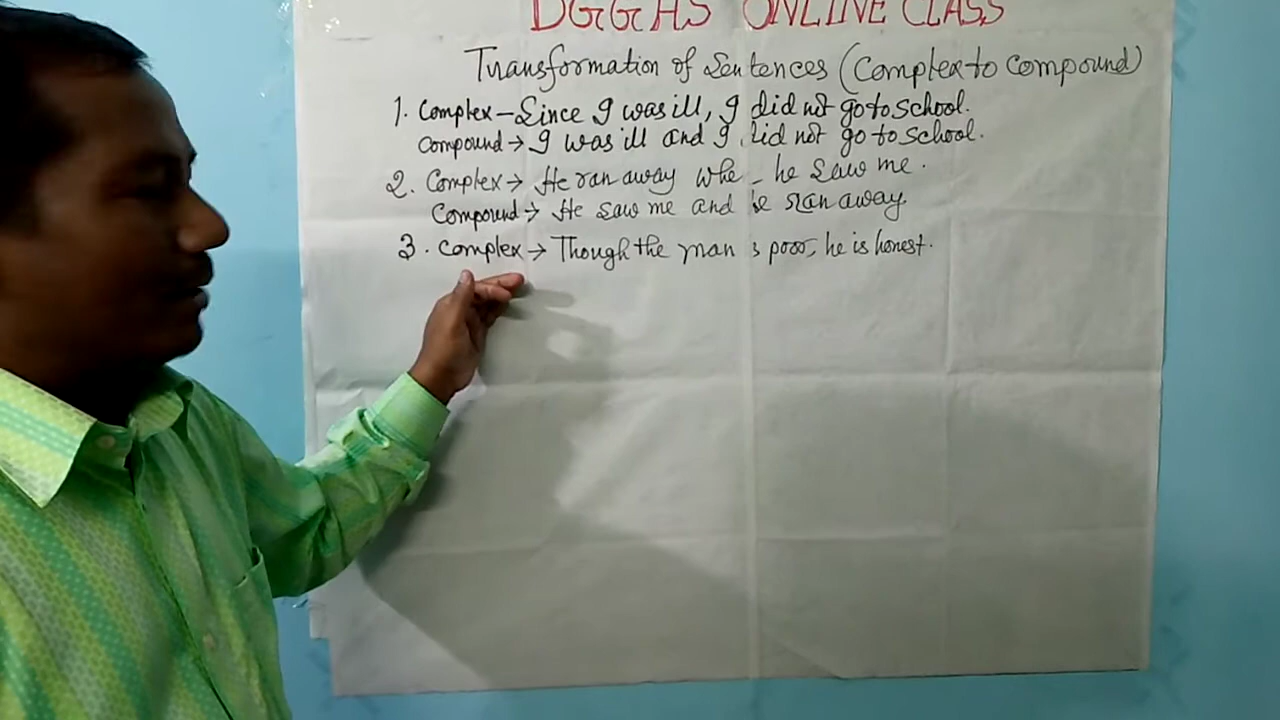 DGGHS ONLINE CLASS
Transformation of Sentences (Complex to Compound)
1. Complex – Since I was ill, I did not go to School.
Compound → I was ill and I did not go to School.
2. Complex → He ran away whe he saw me.
Compound → He saw me and he ran away.
3. Complex → Though the man is poor, he is honest.